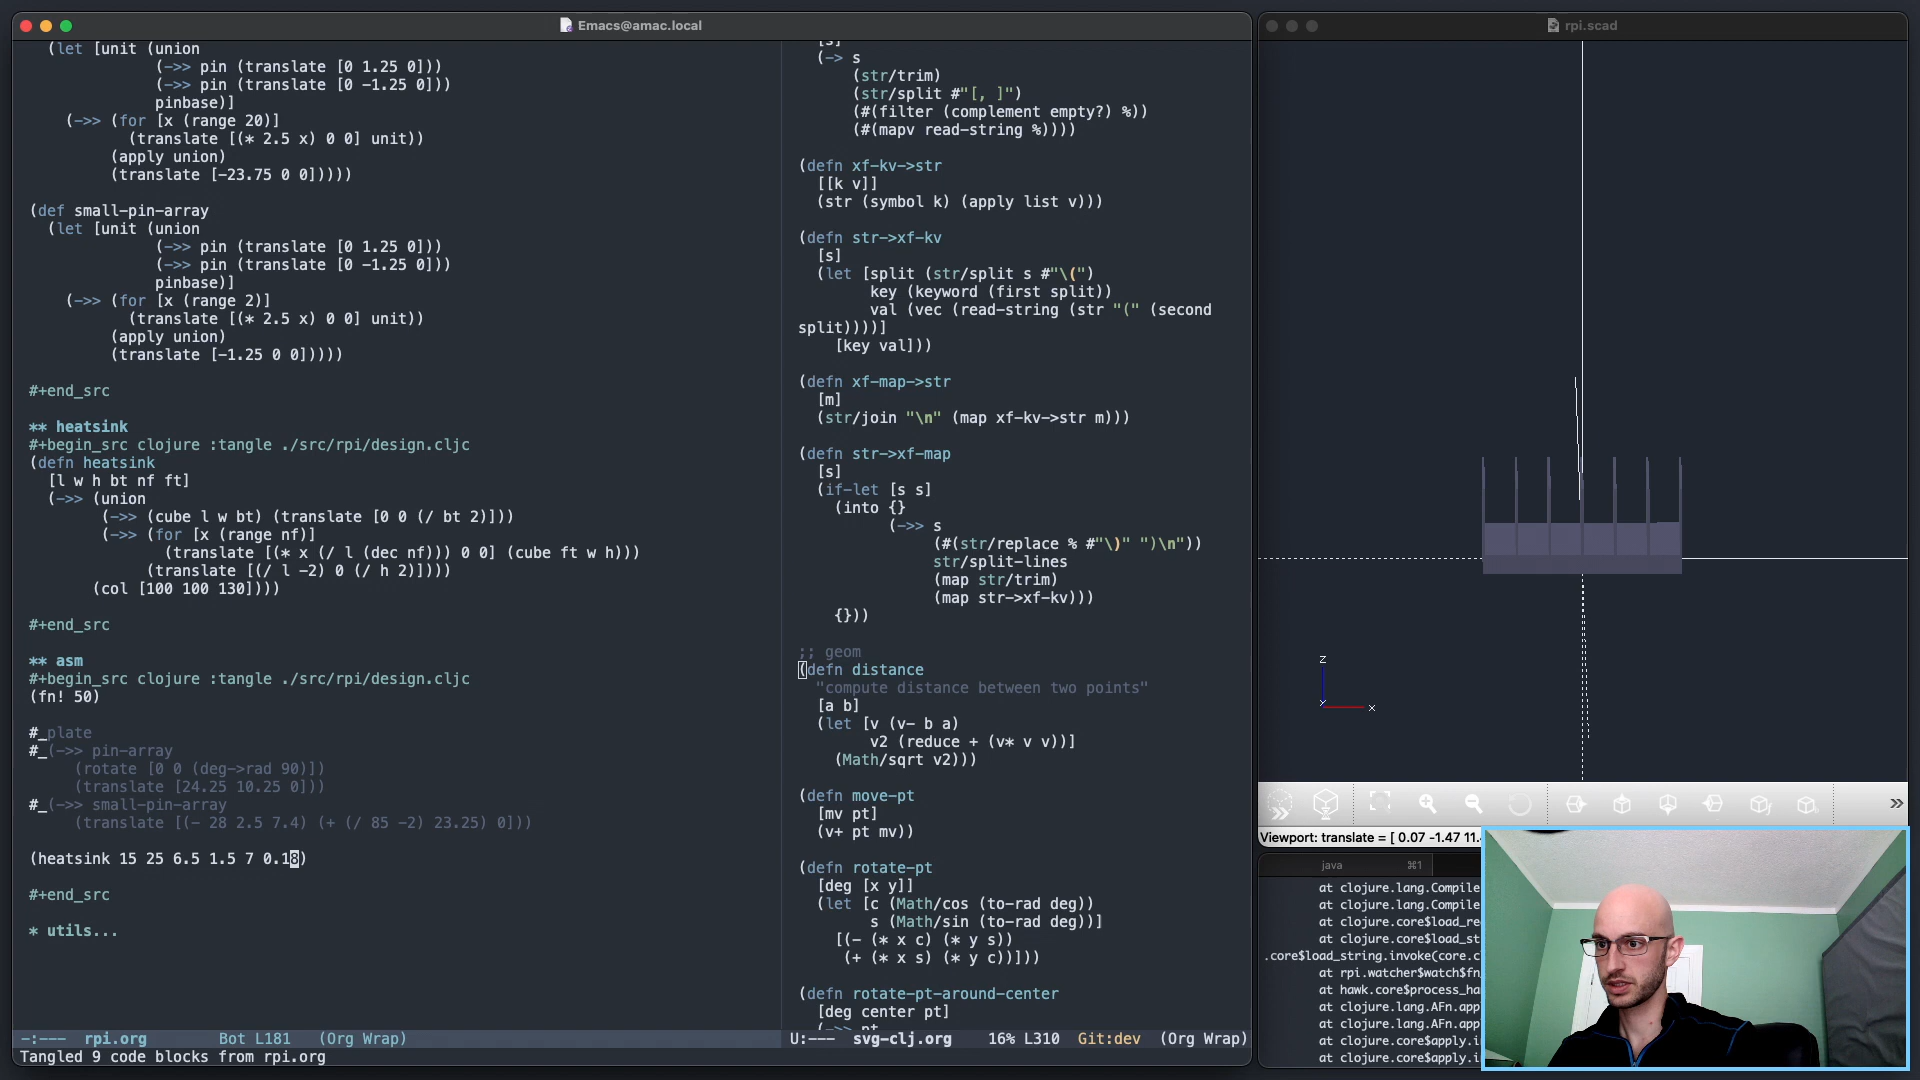 Emacs@amac.local
(let [unit (union
(->> pin (translate [0 1.25 0]))
(->> pin (translate [0 -1.25 0]))
pinbase)]
(->> (for [x (range 20)]
(translate [(* 2.5 x) 0 0] unit))
(apply union)
(translate [-23.75 0 0]))))
(def small-pin-array
(let [unit (union
(->> pin (translate [0 1.25 0]))
(->> pin (translate [0 -1.25 0]))
pinbase)]
(->> (for [x (range 2)]
(translate [(* 2.5 x) 0 0] unit))
(apply union)
(translate [-1.25 0 0]))))
#+end_src
** heatsink
#+begin_src clojure :tangle ./src/rpi/design.cljc
(defn heatsink
[l w h bt nf ft]
(->> (union
(->> (cube l w bt) (translate [0 0 (/ bt 2)]))
(->> (for [x (range nf)]
(translate [(* x (/ l (dec nf))) 0 0] (cube ft w h)))
(translate [(/ l -2) 0 (/ h 2)])))
(col [100 100 130])))
#+end_src
** asm
#+begin_src clojure :tangle ./src/rpi/design.cljc
(fn! 50)
#_plate
#_(->> pin-array
(rotate [0 0 (deg->rad 90)])
(translate [24.25 10.25 0]))
#_(->> small-pin-array
(translate [(- 28 2.5 7.4) (+ (/ 85 -2) 23.25) 0]))
(heatsink 15 25 6.5 1.5 7 0.18)
#+end_src
* utils...
-:--- rpi.org Bot L181 (Org Wrap)
Tangled 9 code blocks from rpi.org
[s]
(-> s
(str/trim)
(str/split #"[, ]")
(#(filter (complement empty?) %))
(#(mapv read-string %))))
(defn xf-kv->str
[[k v]]
(str (symbol k) (apply list v)))
(defn str->xf-kv
[s]
(let [split (str/split s #"\(")
key (keyword (first split))
val (vec (read-string (str "(" (second
split))))]
[key val]))
(defn xf-map->str
[m]
(str/join "\n" (map xf-kv->str m)))
(defn str->xf-map
[s]
(if-let [s s]
(into {}
(->> s
(#(str/replace % #"\)" ")\n"))
str/split-lines
(map str/trim)
(map str->xf-kv)))
{}))
;; geom
(defn distance
"compute distance between two points"
[a b]
(let [v (v- b a)
v2 (reduce + (v* v v))]
(Math/sqrt v2)))
(defn move-pt
[mv pt]
(v+ pt mv))
(defn rotate-pt
[deg [x y]]
(let [c (Math/cos (to-rad deg))
s (Math/sin (to-rad deg))]
[(- (* x c) (* y s))
(+ (* x s) (* y c))]))
(defn rotate-pt-around-center
[deg center pt]
(->> pt
U:--- svg-clj.org 16% L310 Git:dev (Org Wrap)
rpi.scad
Z
X
Viewport: translate = [ 0.07 -1.47 11.
java ⌘1
at clojure.lang.Compile
at clojure.lang.Compile
at clojure.core$load_re
at clojure.core$load_st
.core$load_string.invoke(core.c
at rpi.watcher$watch$fn
at hawk.core$process_ha
at clojure.lang.AFn.app
at clojure.lang.AFn.app
at clojure.core$apply.i
at clojure.core$apply.i